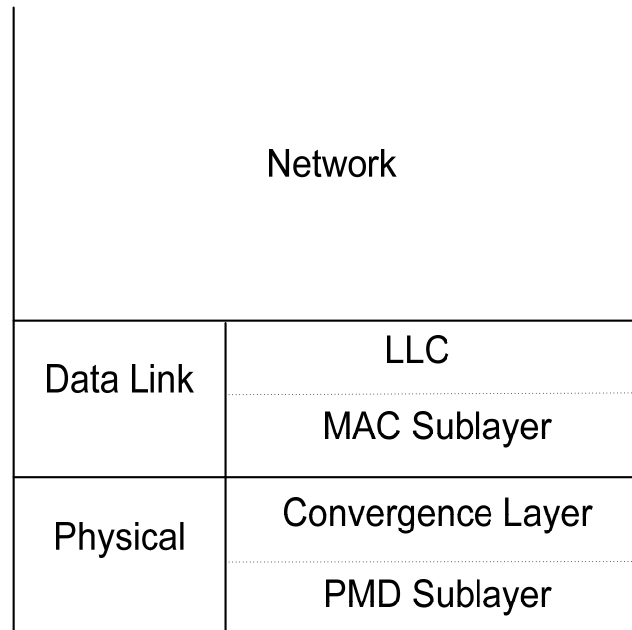 Network
Data Link
LLC
MAC Sublayer
Physical
Convergence Layer
PMD Sublayer